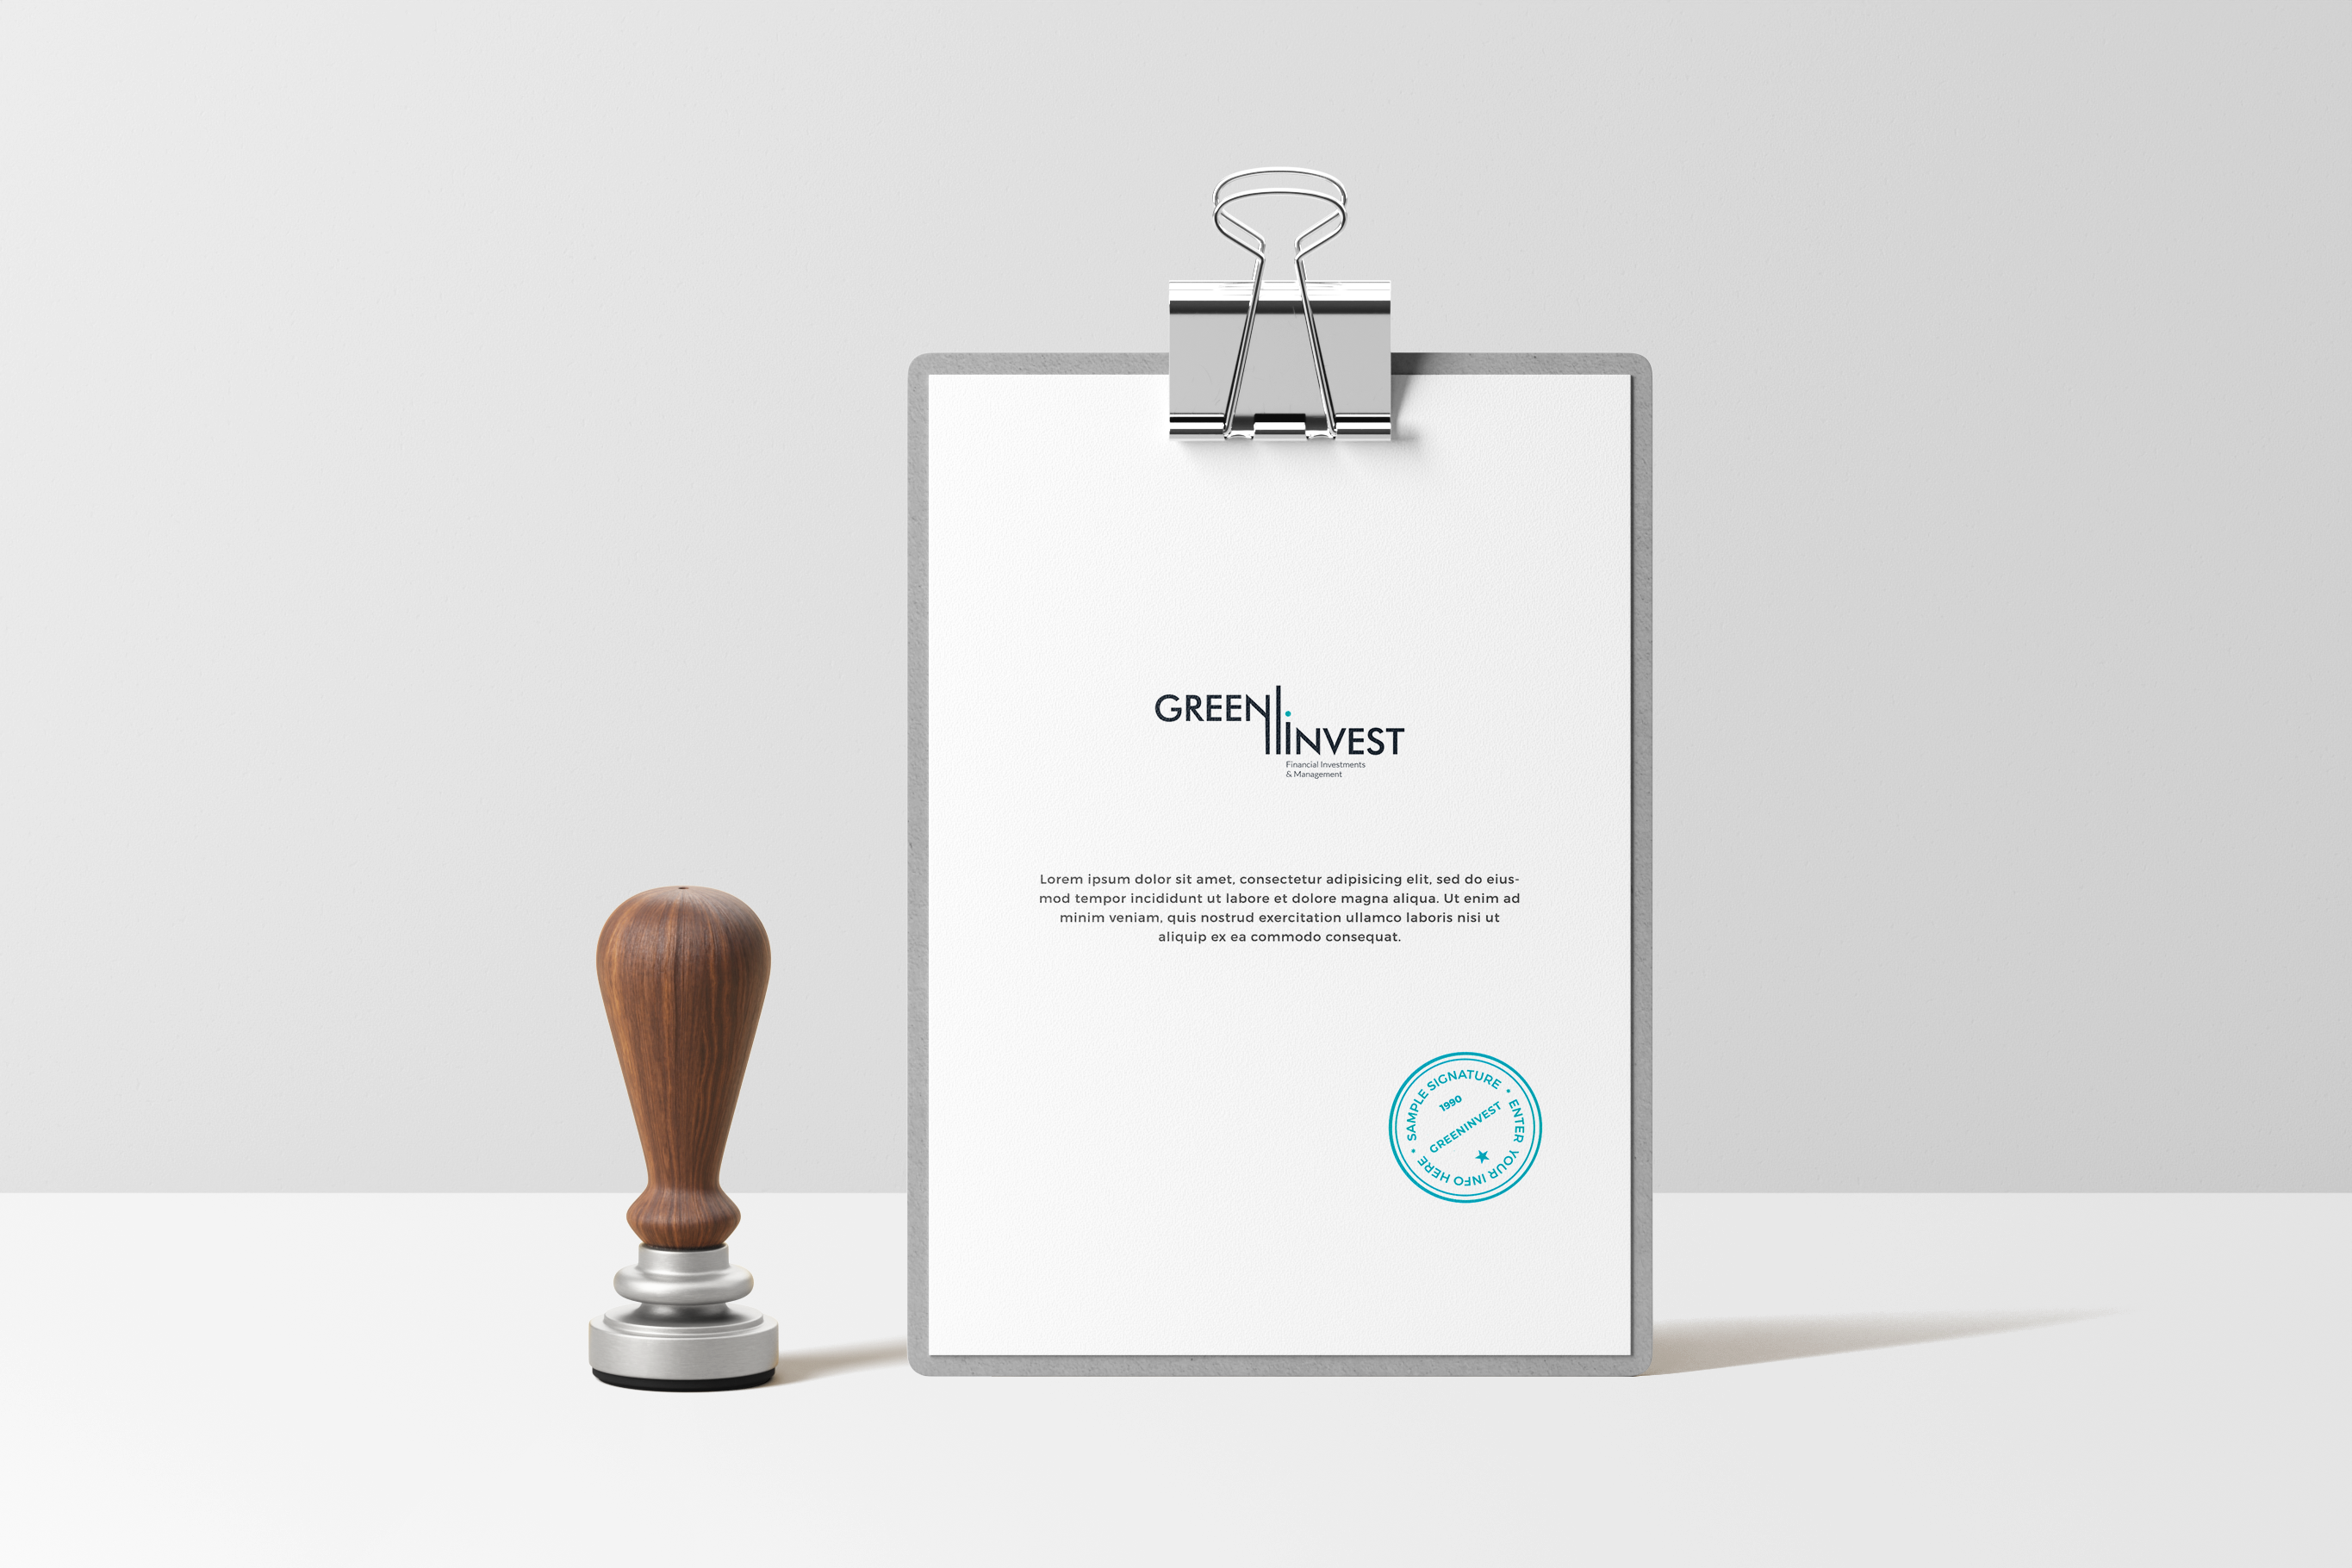 GREEN
iNVEST
Financial Investments
& Management
Lorem ipsum dolor sit amet, consectetur adipisicing elit, sed do eius-
mod tempor incididunt ut labore et dolore magna aliqua. Ut enim ad
minim veniam, quis nostrud exercitation ullamco laboris nisi ut
aliquip ex ea commodo consequat.
SAMPLE SIGNATURE • ENTER YOUR INFO HERE •
1990
GREENINVEST